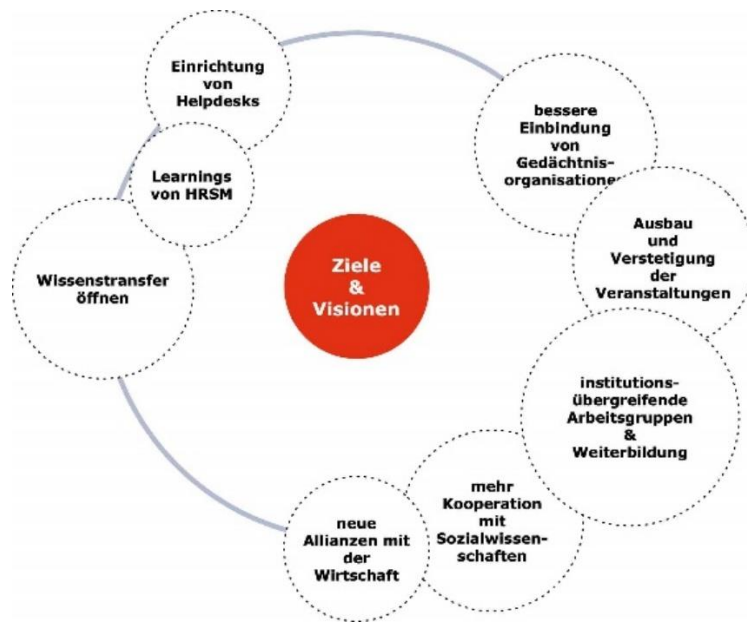 Einrichtung
von
Helpdesks
Learnings
von HRSM
Wissenstransfer
öffnen
Ziele
&
Visionen
bessere
Einbindung
von
Gedächtnis-
organisationen
Ausbau
und
Verstetigung
der
Veranstaltungen
institutions-
übergreifende
Arbeitsgruppen
&
Weiterbildung
mehr
Kooperation
mit
Sozialwissen-
schaften
neue
Allianzen mit
der
Wirtschaft